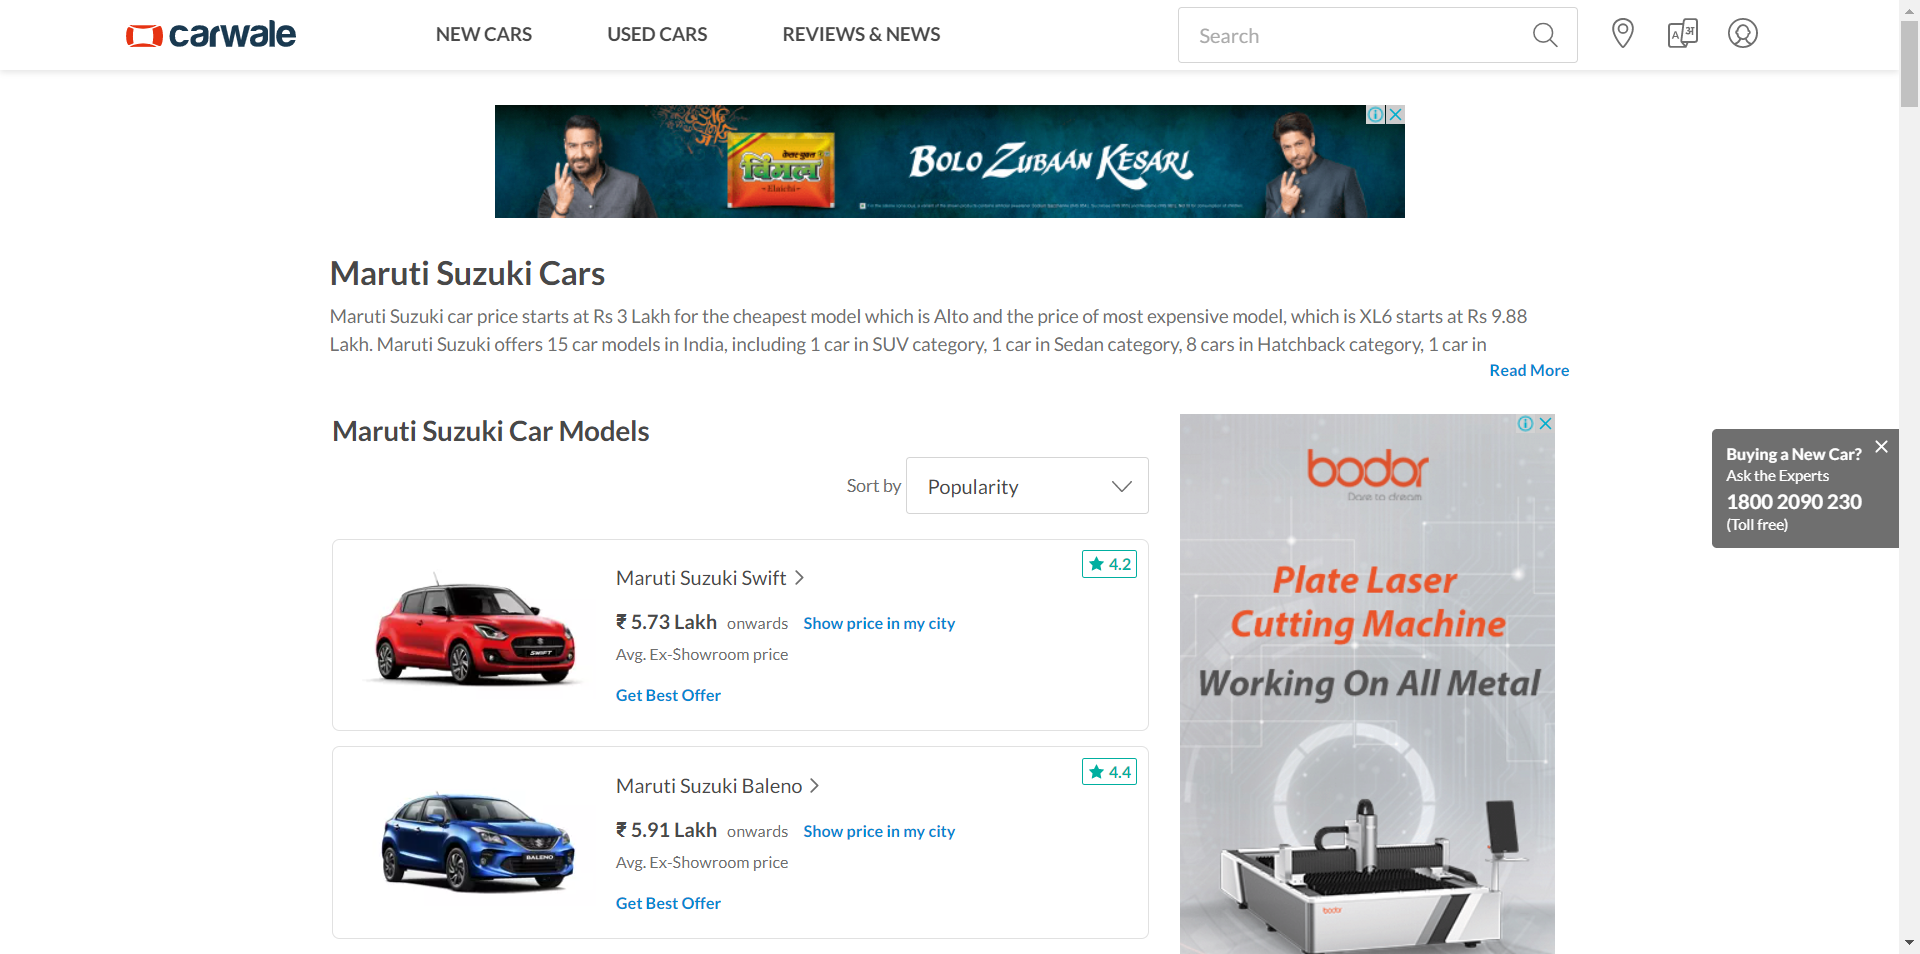 carwale
NEW CARS
USED CARS
REVIEWS & NEWS
Search
A अ
केसर-युक्त
विमल
-Elaichi-
BOLO ZUBAAN KESARI
Maruti Suzuki Cars
Maruti Suzuki car price starts at Rs 3 Lakh for the cheapest model which is Alto and the price of most expensive model, which is XL6 starts at Rs 9.88
Lakh. Maruti Suzuki offers 15 car models in India, including 1 car in SUV category, 1 car in Sedan category, 8 cars in Hatchback category, 1 car in
Read More
Maruti Suzuki Car Models
Sort by
Popularity
4.2
Maruti Suzuki Swift
₹ 5.73 Lakh onwards Show price in my city
Avg. Ex-Showroom price
Get Best Offer
SWIFT
4.4
Maruti Suzuki Baleno
₹ 5.91 Lakh onwards Show price in my city
Avg. Ex-Showroom price
Get Best Offer
BALENO
bodor
Dare to dream
Plate Laser
Cutting Machine
Working On All Metal
bodor
Buying a New Car?
Ask the Experts
1800 2090 230
(Toll free)